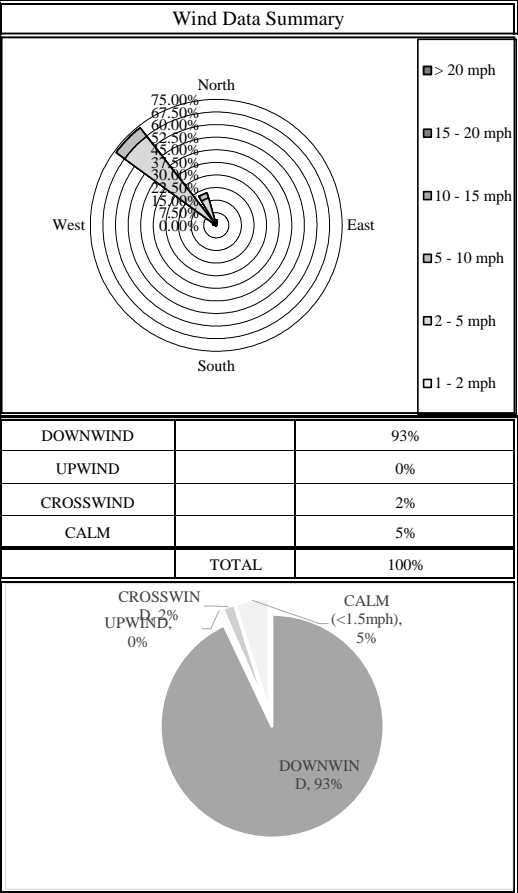 Wind Data Summary
North
75.00%
67.50%
60.00%
52.50%
45.00%
37.50%
30.00%
22.50%
15.00%
7.50%
0.00%
West
East
South
> 20 mph
15 - 20 mph
10 - 15 mph
5 - 10 mph
2 - 5 mph
1 - 2 mph
DOWNWIND 93%
UPWIND 0%
CROSSWIND 2%
CALM 5%
TOTAL 100%
CROSSWIN
D, 2%
UPWIND,
0%
CALM
(<1.5mph),
5%
DOWNWIN
D, 93%